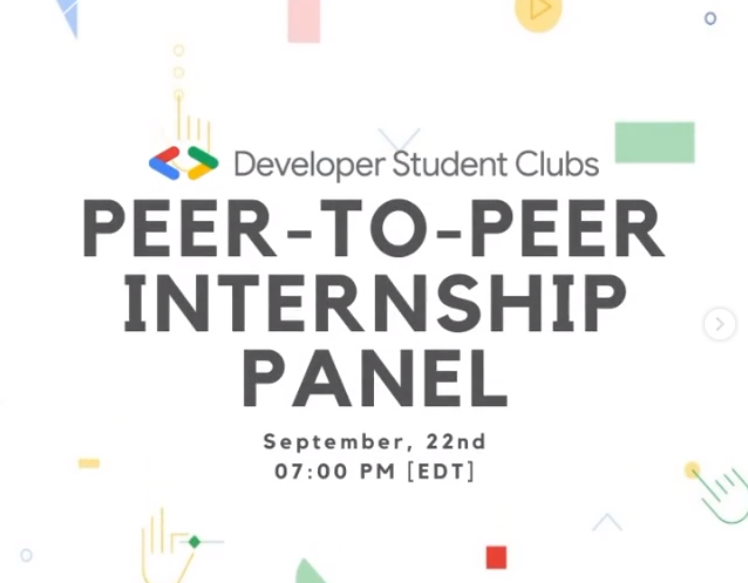 Developer Student Clubs
PEER-TO-PEER
INTERNSHIP
PANEL
September, 22nd
07:00 PM [EDT]